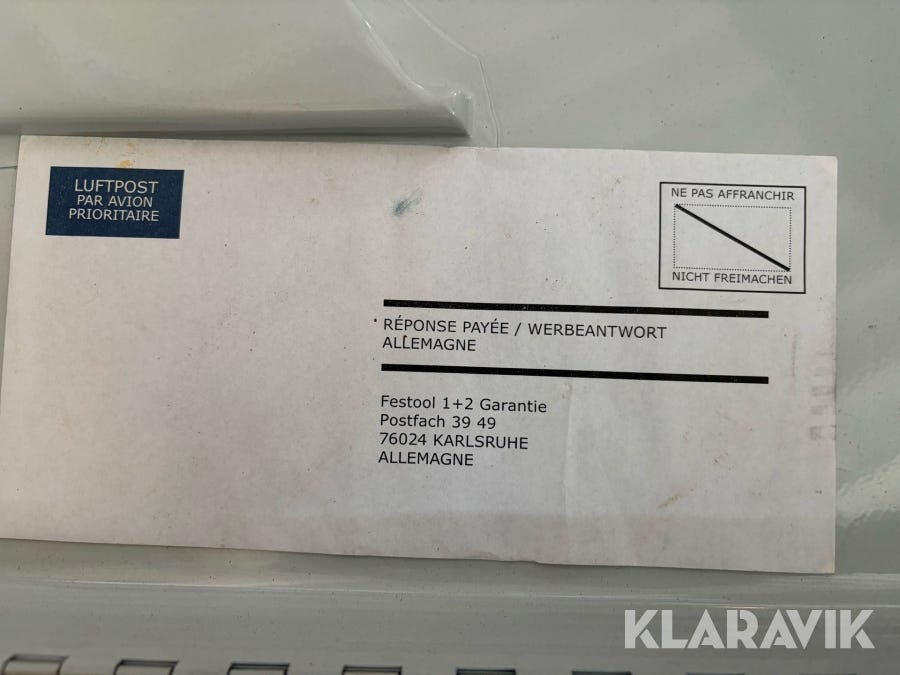 LUFTPOST
PAR AVION
PRIORITAIRE
NE PAS AFFRANCHIR
NICHT FREIMACHEN
RÉPONSE PAYÉE / WERBEANTWORT
ALLEMAGNE
Festool 1+2 Garantie
Postfach 39 49
76024 KARLSRUHE
ALLEMAGNE
KLARAVIK